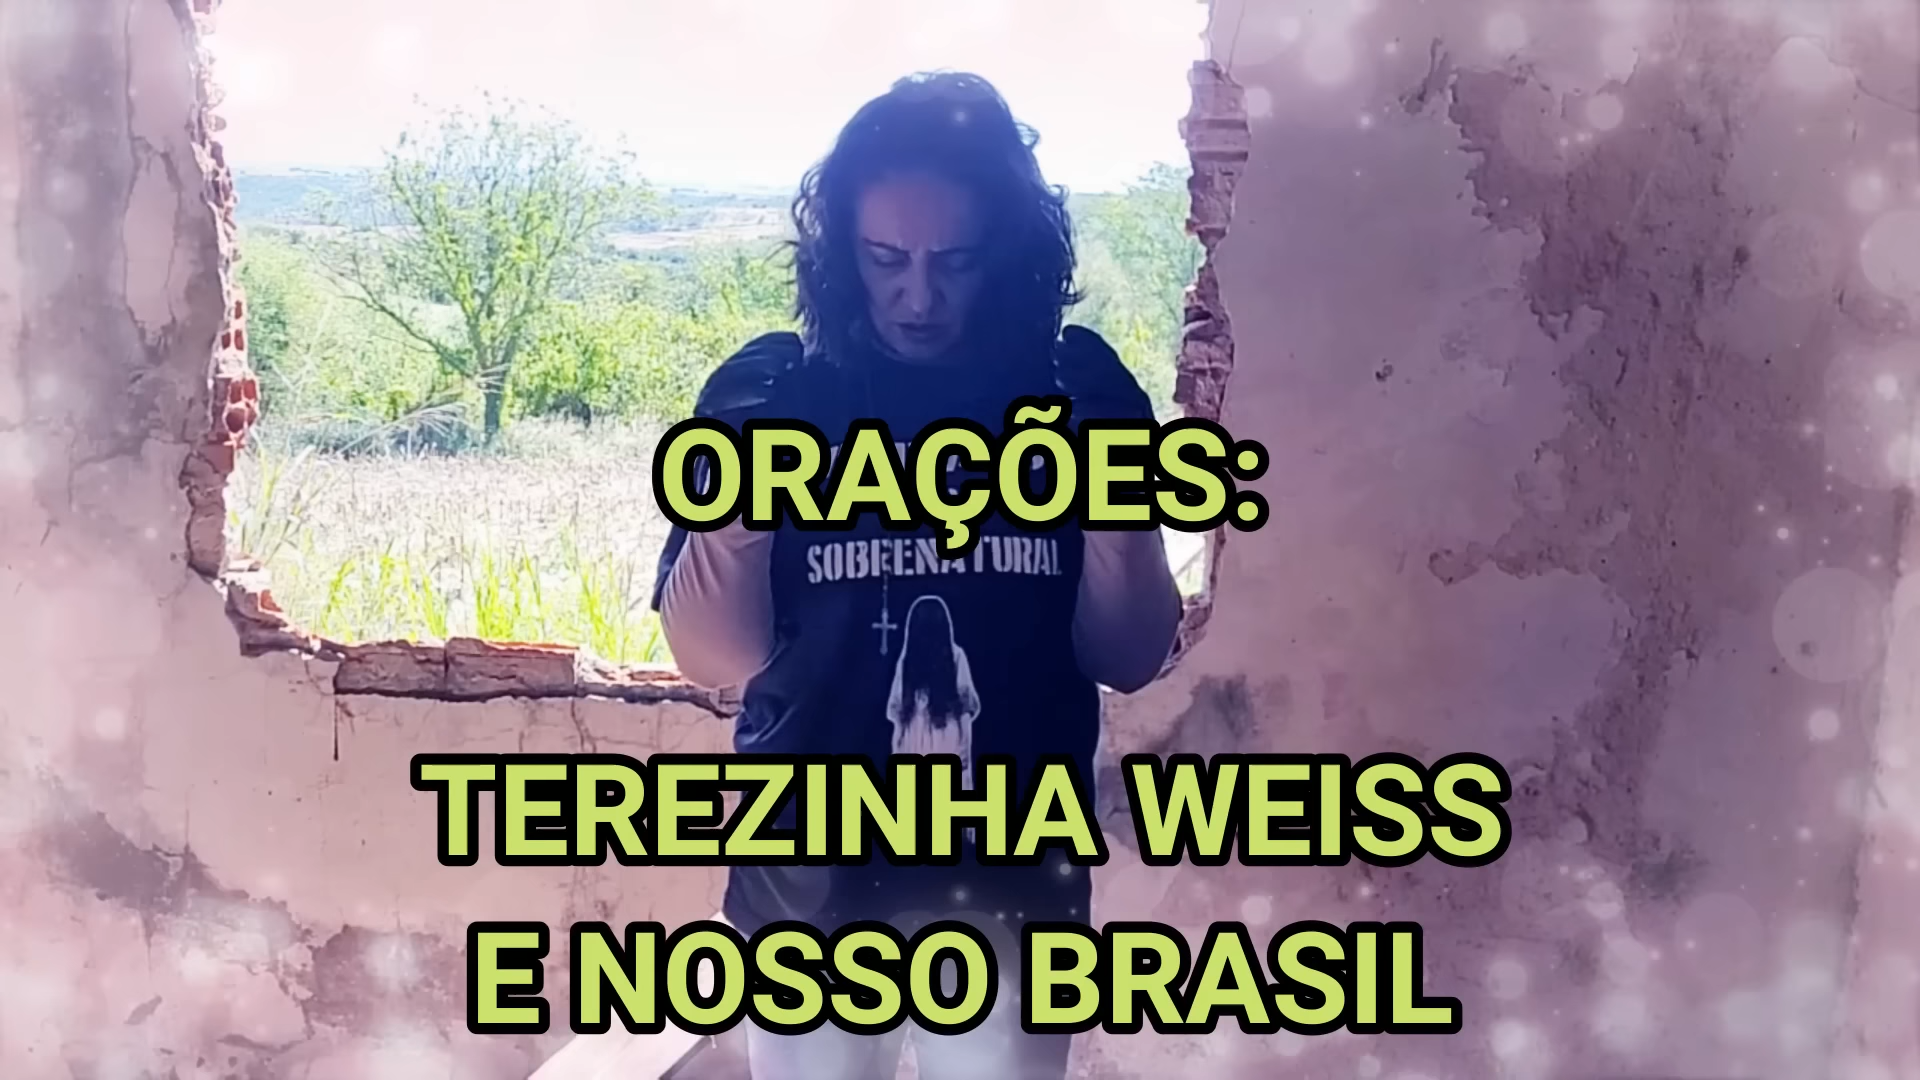 ORAÇÕES:
SOBRENATURAL
TEREZINHA WEISS
E NOSSO BRASIL